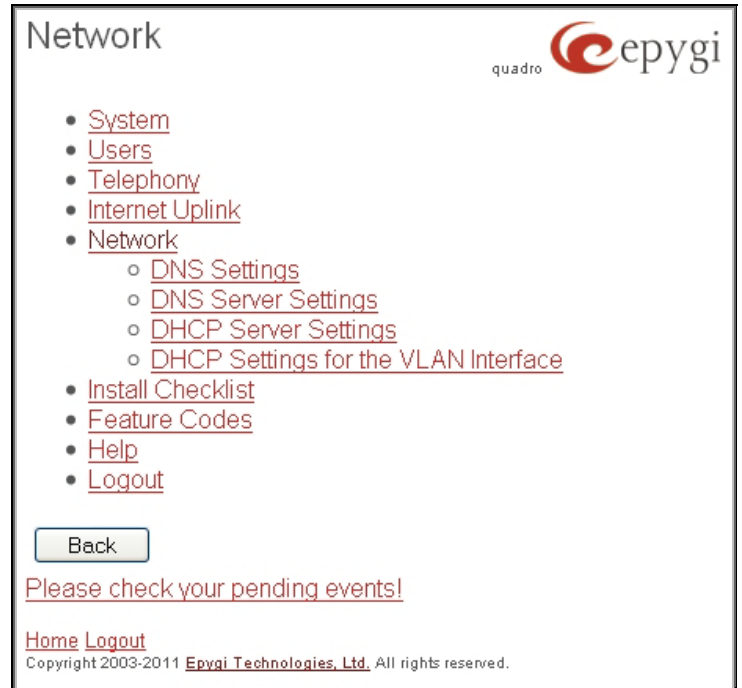 Network
quadro epygi
System
Users
Telephony
Internet Uplink
Network
DNS Settings
DNS Server Settings
DHCP Server Settings
DHCP Settings for the VLAN Interface
Install Checklist
Feature Codes
Help
Logout
Back
Please check your pending events!
Home Logout
Copyright 2003-2011 Epygi Technologies, Ltd. All rights reserved.